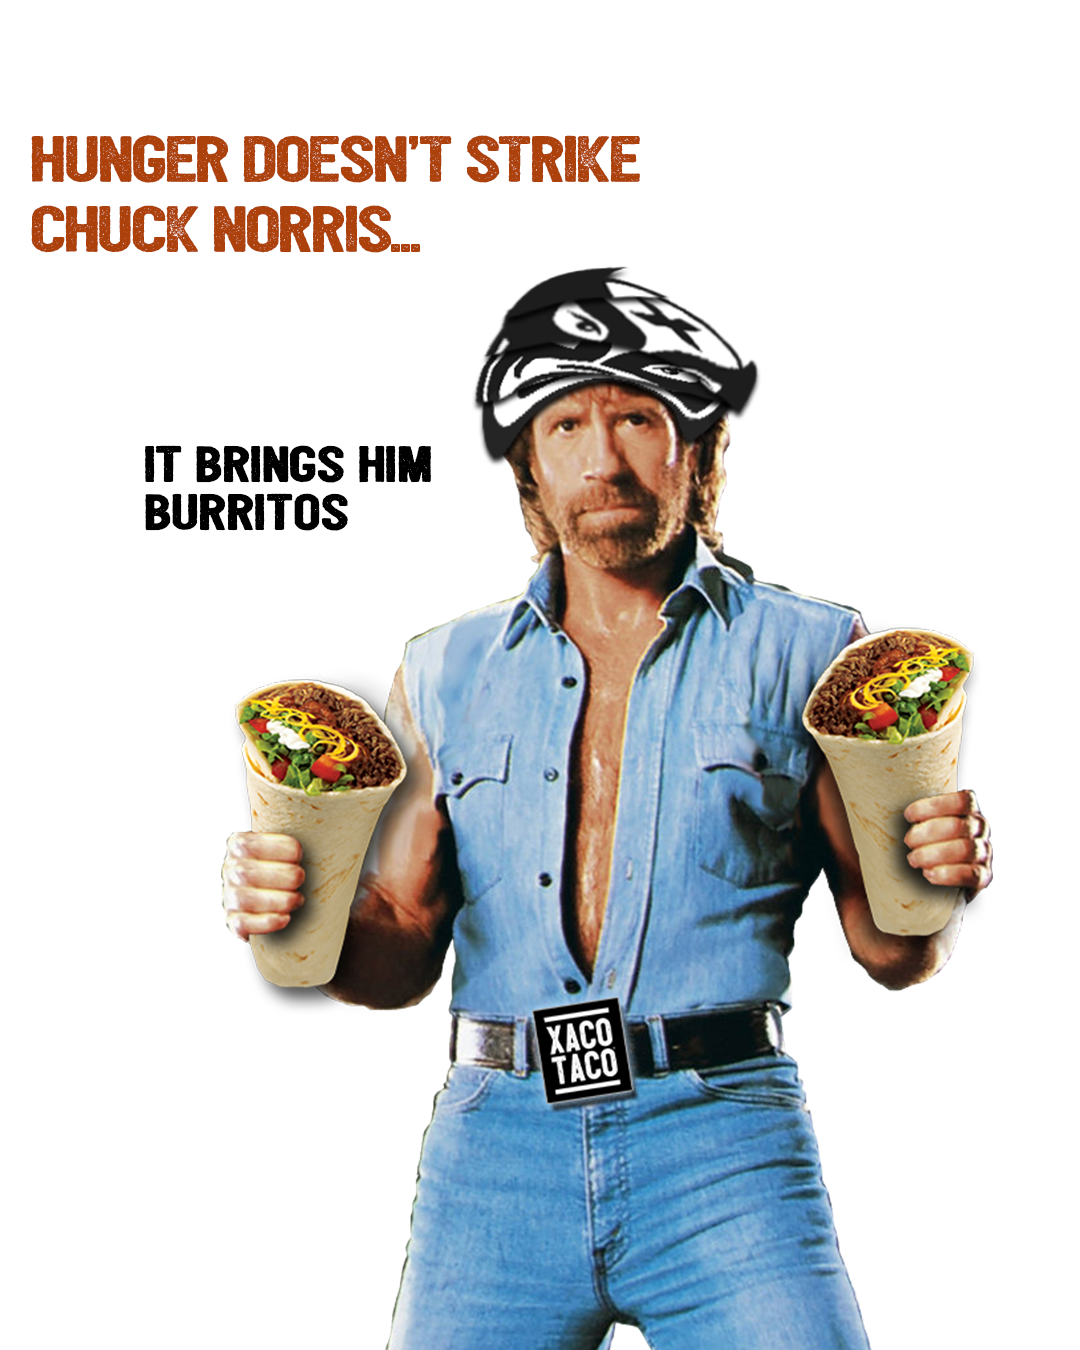 HUNGER DOESN'T STRIKE
CHUCK NORRIS...
IT BRINGS HIM
BURRITOS
XACO
TACO